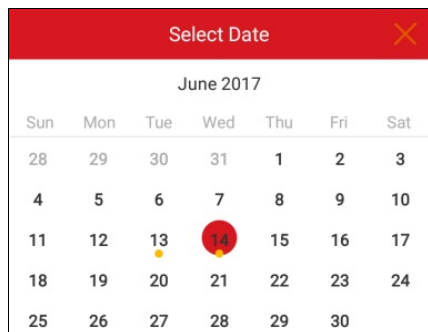 Select Date
June 2017
Sun Mon Tue Wed Thu Fri Sat
28 29 30 31 1 2 3
4 5 6 7 8 9 10
11 12 13 14 15 16 17
18 19 20 21 22 23 24
25 26 27 28 29 30